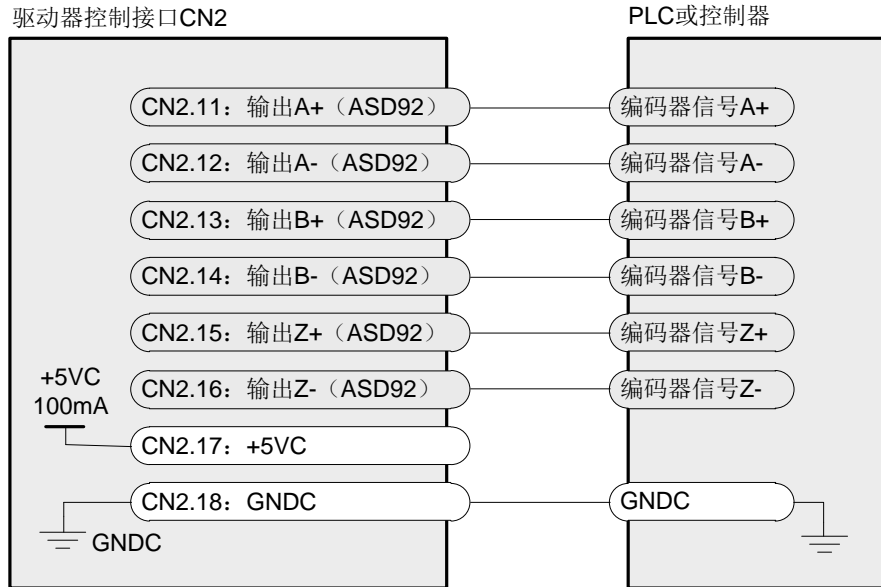 驱动器控制接口CN2
PLC或控制器
CN2.11：输出A+（ASD92）
编码器信号A+
CN2.12：输出A-（ASD92）
编码器信号A-
CN2.13：输出B+（ASD92）
编码器信号B+
CN2.14：输出B-（ASD92）
编码器信号B-
CN2.15：输出Z+（ASD92）
编码器信号Z+
+5VC
100mA
CN2.16：输出Z-（ASD92）
编码器信号Z-
CN2.17：+5VC
CN2.18：GNDC
GNDC
GNDC